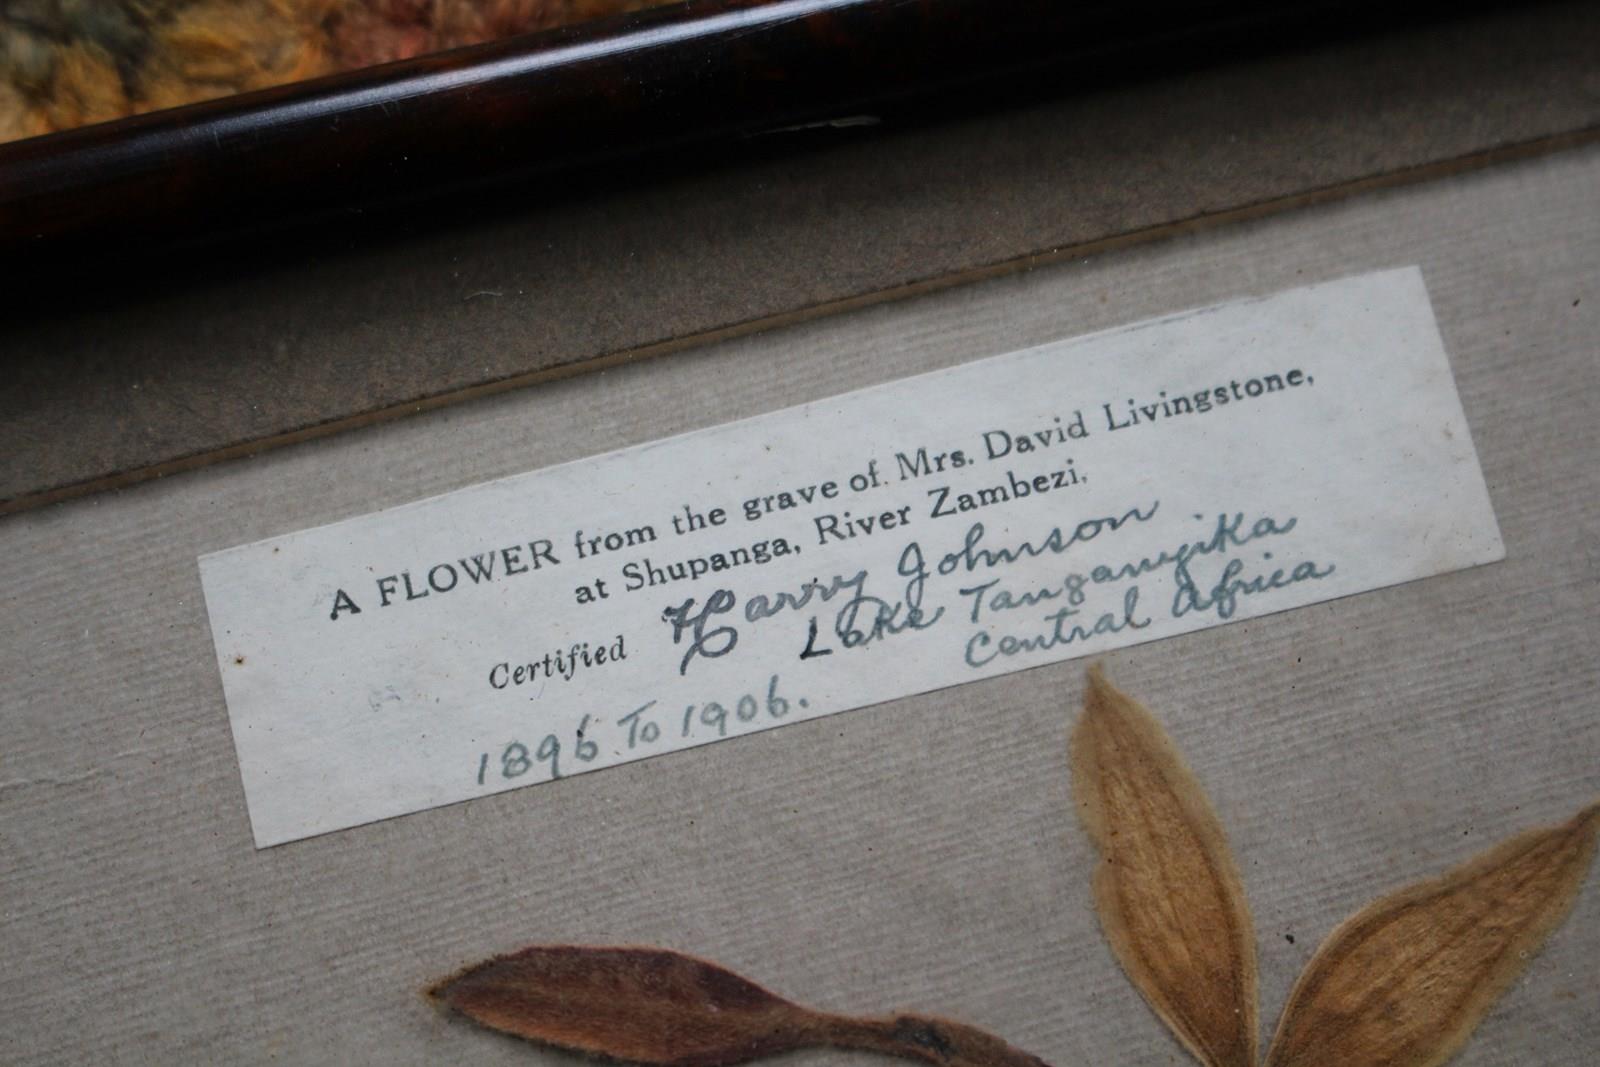 A FLOWER from the grave of Mrs. David Livingstone,
at Shupanga, River Zambezi.
Certified Harry Johnson
Lake Tanganyika
Central Africa
1896 To 1906.